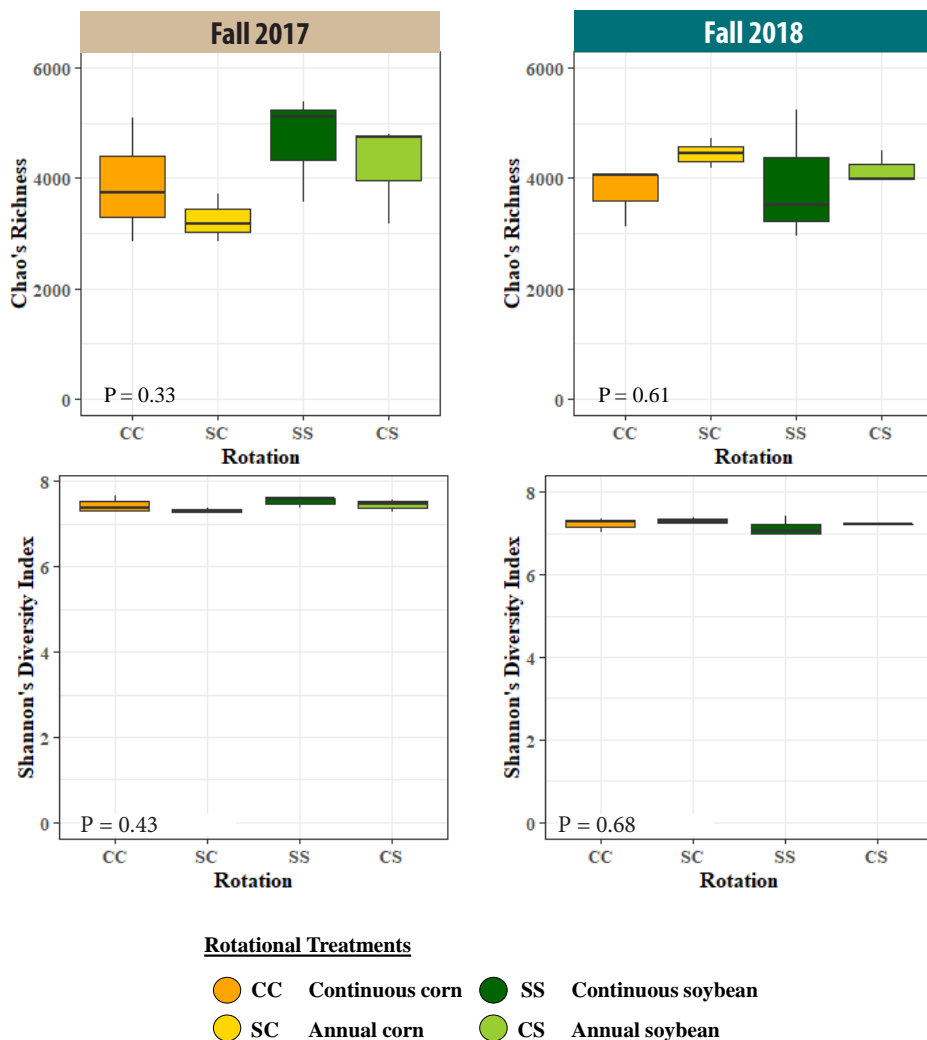 Fall 2017
Fall 2018
6000
4000
2000
0
Chao's Richness
P = 0.33
CC SC SS CS
Rotation
6000
4000
2000
0
Chao's Richness
P = 0.61
CC SC SS CS
Rotation
8
6
4
2
0
Shannon's Diversity Index
P = 0.43
CC SC SS CS
Rotation
8
6
4
2
0
Shannon's Diversity Index
P = 0.68
CC SC SS CS
Rotation
Rotational Treatments
CC Continuous corn SS Continuous soybean
SC Annual corn CS Annual soybean